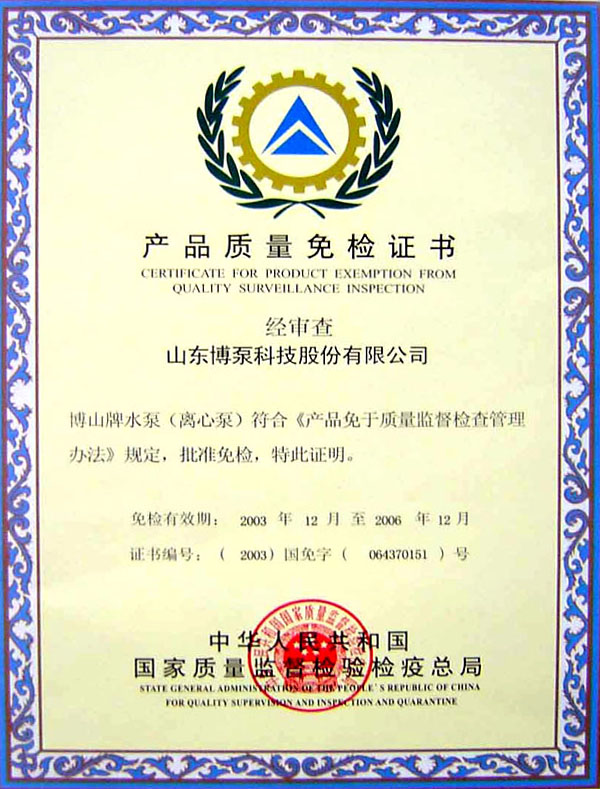 产品质量免检证书
CERTIFICATE FOR PRODUCT EXEMPTION FROM
QUALITY SURVEILLANCE INSPECTION
经审查
山东博泵科技股份有限公司
博山牌水泵（离心泵）符合《产品免于质量监督检查管理
办法》规定，批准免检，特此证明。
免检有效期： 2003 年 12 月 至 2006 年 12 月
证书编号：（ 2003）国免字（ 064370151 ）号
中华人民共和国
国家质量监督检验检疫总局
STATE GENERAL ADMINISTRATION OF THE PEOPLE'S REPUBLIC OF CHINA
FOR QUALITY SUPERVISION AND INSPECTION AND QUARANTINE